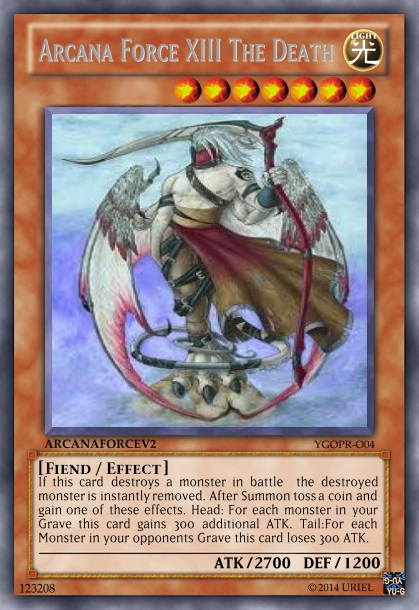 ARCANA FORCE XIII THE DEATH
LIGHT
光
ARCANAFORCEV2
YGOPR-O04
[FIEND / EFFECT]
If this card destroys a monster in battle the destroyed
monster is instantly removed. After Summon toss a coin and
gain one of these effects. Head: For each monster in your
Grave this card gains 300 additional ATK. Tail:For each
Monster in your opponents Grave this card loses 300 ATK.
ATK/2700 DEF/1200
123208
©2014 URIEL
YU-G